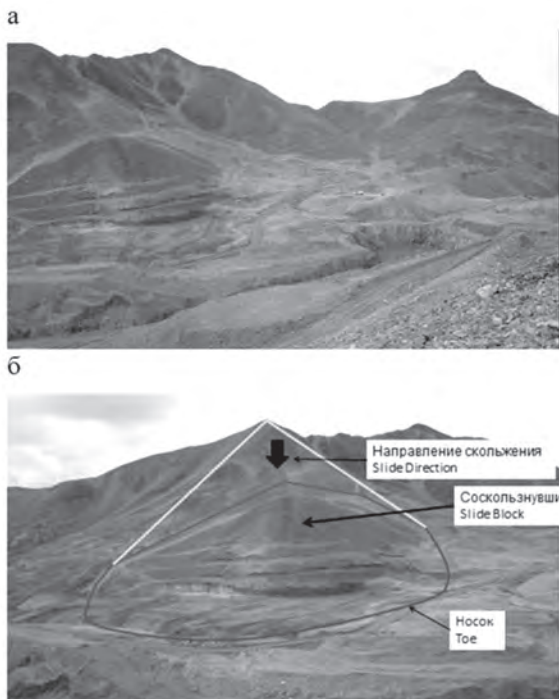 а
б
Направление скольжения
Slide Direction
Соскользнувши
Slide Block
Носок
Toe